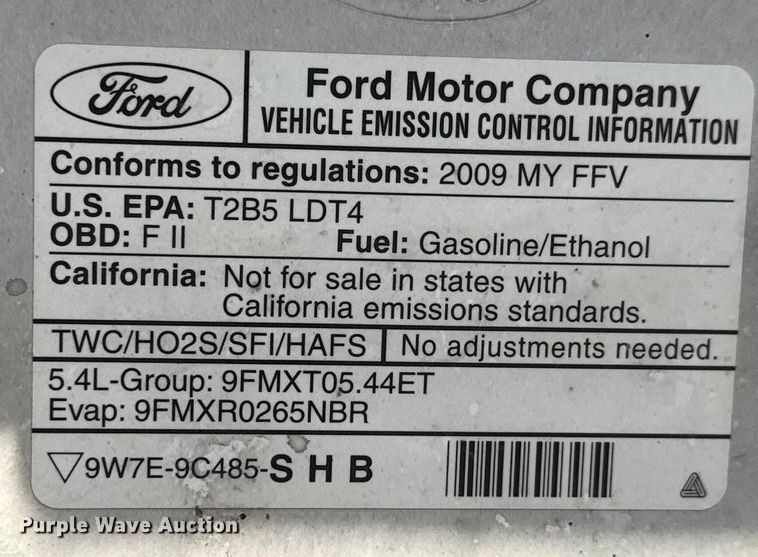 Ford
Ford Motor Company
VEHICLE EMISSION CONTROL INFORMATION
Conforms to regulations: 2009 MY FFV
U.S. EPA: T2B5 LDT4
OBD: F II Fuel: Gasoline/Ethanol
California: Not for sale in states with
California emissions standards.
TWC/HO2S/SFI/HAFS No adjustments needed.
5.4L-Group: 9FMXT05.44ET
Evap: 9FMXR0265NBR
▽9W7E-9C485-S H B
Purple Wave Auction